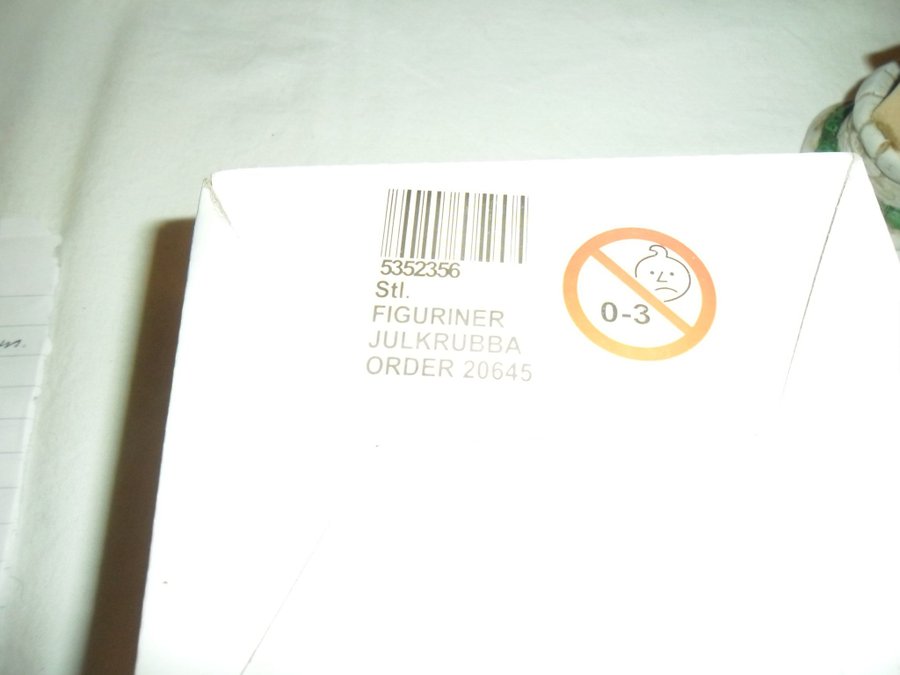 5352356
Stl.
FIGURINER
JULKRUBBA
ORDER 20645
0-3